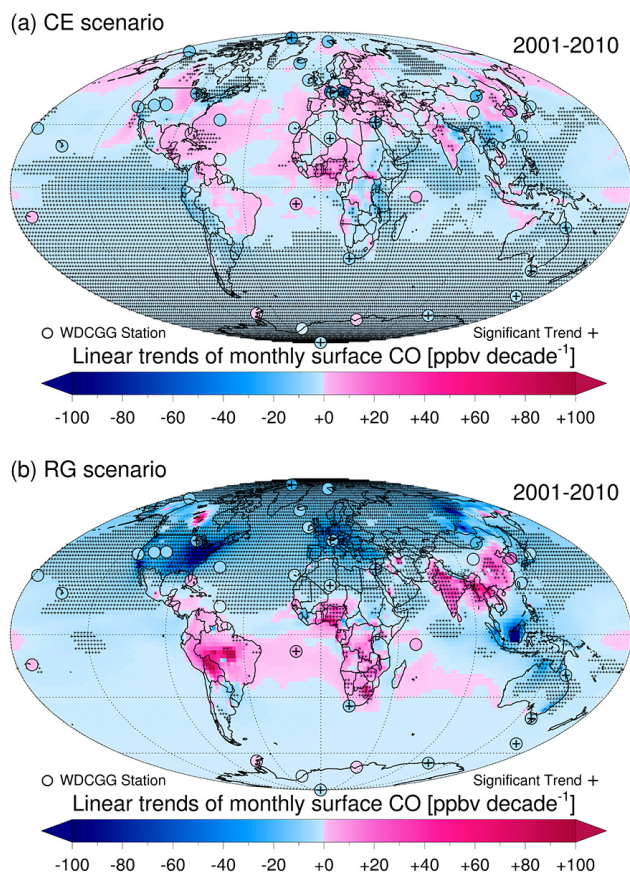 (a) CE scenario
2001-2010
WDCGG Station
Significant Trend +
Linear trends of monthly surface CO [ppbv decade⁻¹]
-100 -80 -60 -40 -20 +0 +20 +40 +60 +80 +100
(b) RG scenario
2001-2010
WDCGG Station
Significant Trend +
Linear trends of monthly surface CO [ppbv decade⁻¹]
-100 -80 -60 -40 -20 +0 +20 +40 +60 +80 +100